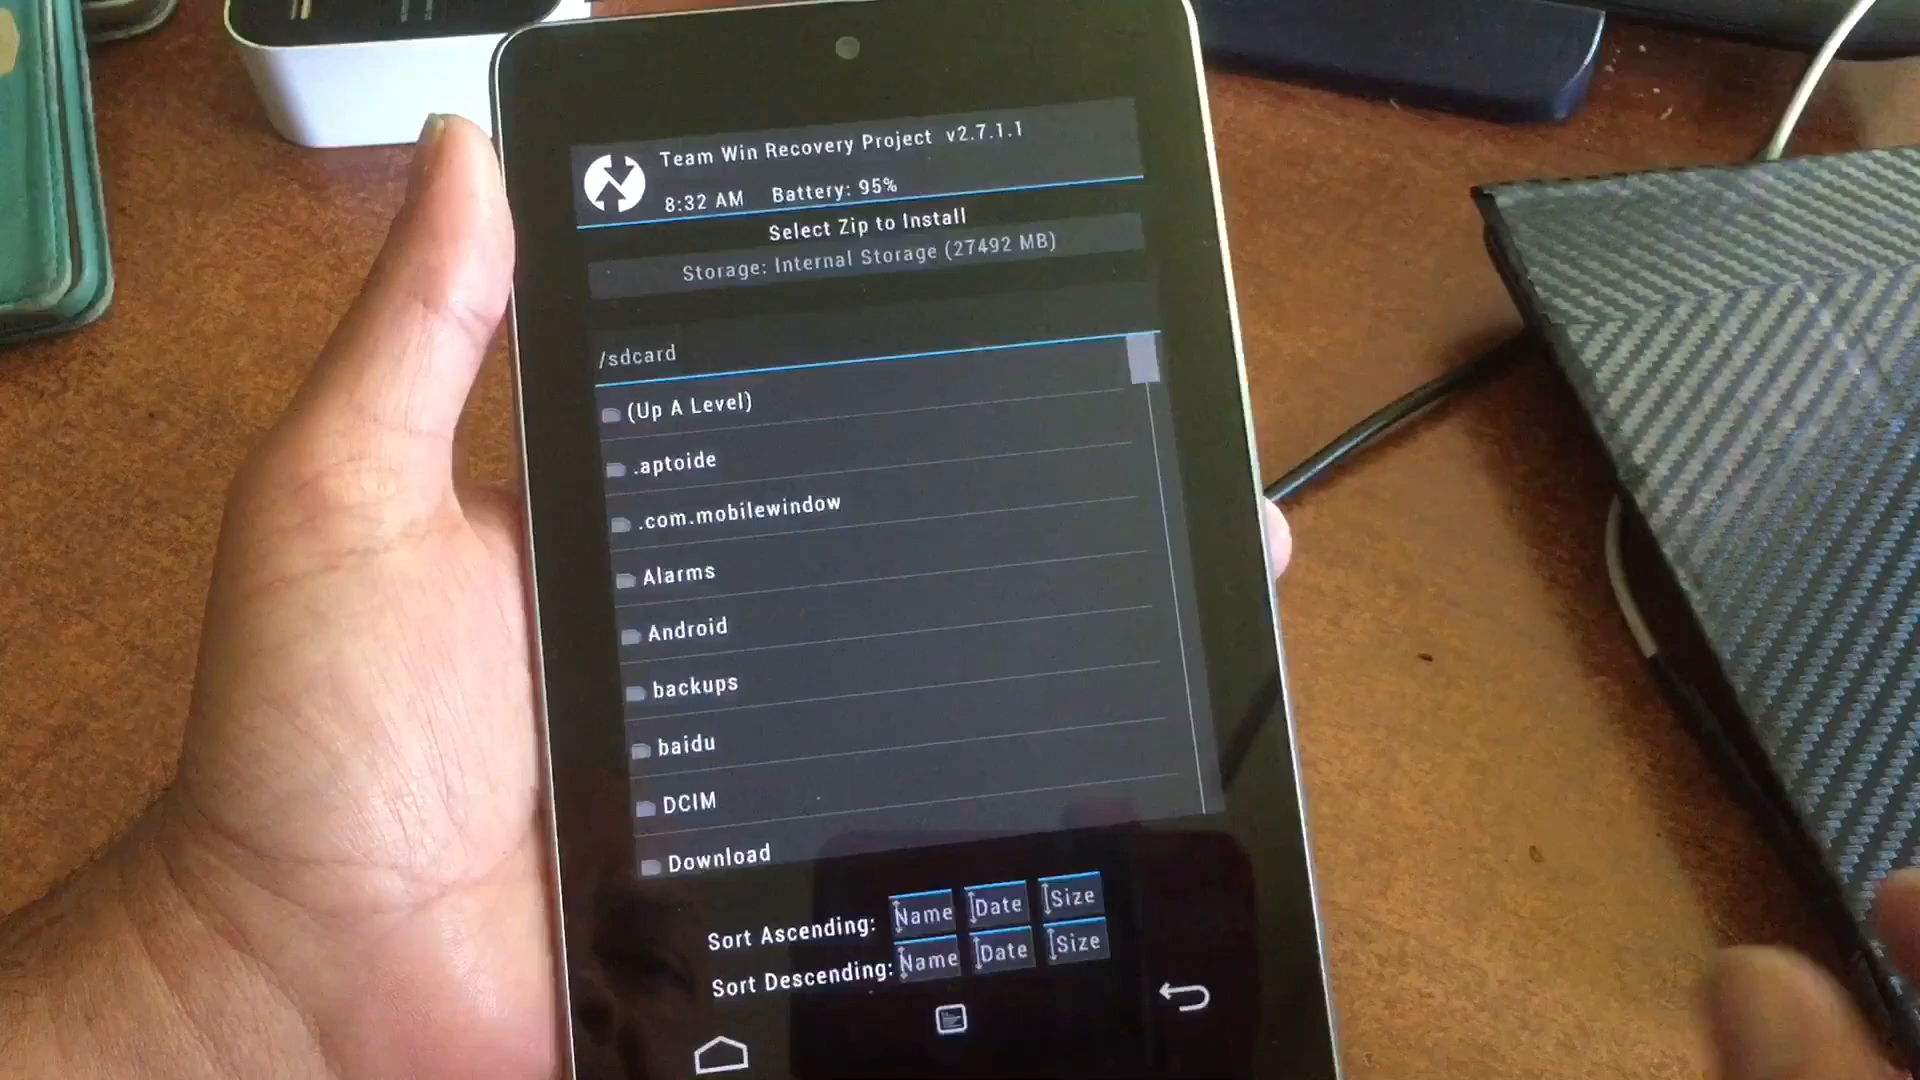 Team Win Recovery Project v2.7.1.1
8:32 AM Battery: 95%
Select Zip to Install
Storage: Internal Storage (27492 MB)
/sdcard
(Up A Level)
.aptoide
.com.mobilewindow
Alarms
Android
backups
baidu
DCIM
Download
Sort Ascending: Name Date Size
Sort Descending: Name Date Size